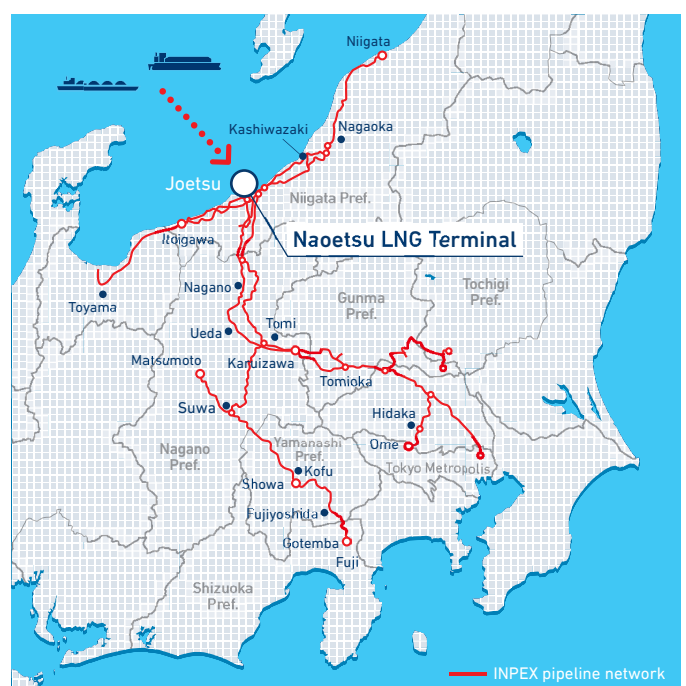 Niigata
Kashiwazaki
Nagaoka
Joetsu
Niigata Pref.
Itoigawa
Naoetsu LNG Terminal
Toyama
Nagano
Gunma
Pref.
Tochigi
Pref.
Ueda
Tomi
Matsumoto
Karuizawa
Tomioka
Suwa
Hidaka
Nagano
Pref.
Yamanashi
Pref.
Ome
Tokyo Metropolis
Kofu
Showa
Fujiyoshida
Gotemba
Fuji
Shizuoka
Pref.
INPEX pipeline network